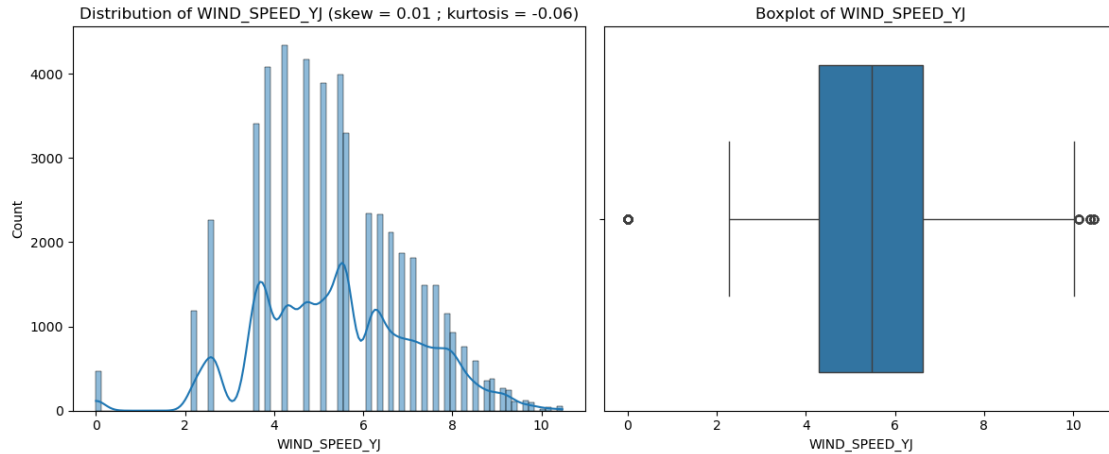 Distribution of WIND_SPEED_YJ (skew = 0.01 ; kurtosis = -0.06)
4000
3000
2000
1000
0
Count
0 2 4 6 8 10
WIND_SPEED_YJ
Boxplot of WIND_SPEED_YJ
0 2 4 6 8 10
WIND_SPEED_YJ